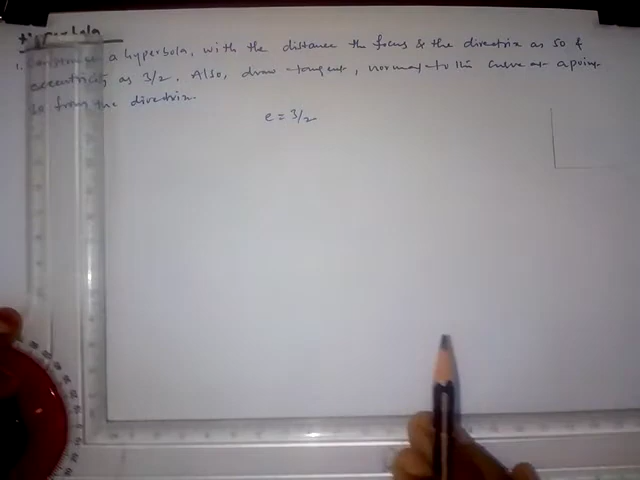 Hyperbola
1. Construct a hyperbola, with the distance the focus & the directrix as 50 &
eccentricity as 3/2. Also, draw tangent, normal to the curve at a point
from the directrix.
e = 3/2